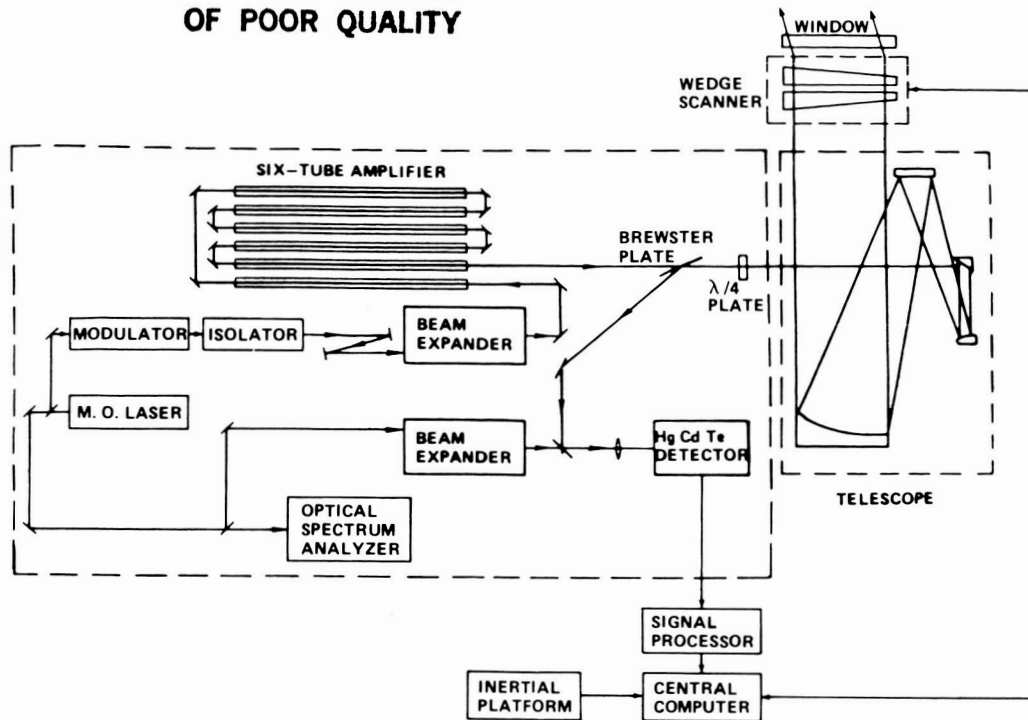 OF POOR QUALITY
WINDOW
WEDGE
SCANNER
SIX-TUBE AMPLIFIER
BREWSTER
PLATE
λ/4
PLATE
MODULATOR
ISOLATOR
BEAM
EXPANDER
M. O. LASER
BEAM
EXPANDER
Hg Cd Te
DETECTOR
OPTICAL
SPECTRUM
ANALYZER
TELESCOPE
SIGNAL
PROCESSOR
INERTIAL
PLATFORM
CENTRAL
COMPUTER